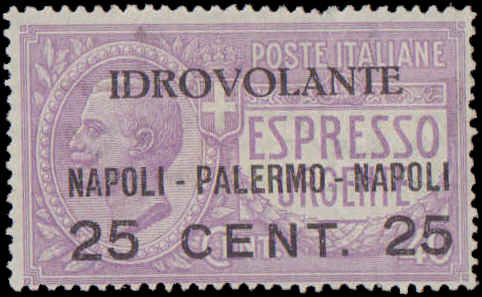 POSTE ITALIANE
IDROVOLANTE
ESPRESSO
NAPOLI - PALERMO - NAPOLI
URGENTE
25 CENT. 25